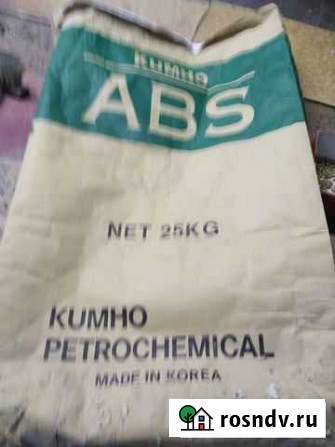 KUMHO
ABS
NET 25KG
KUMHO
PETROCHEMICAL
MADE IN KOREA
rosndv.ru